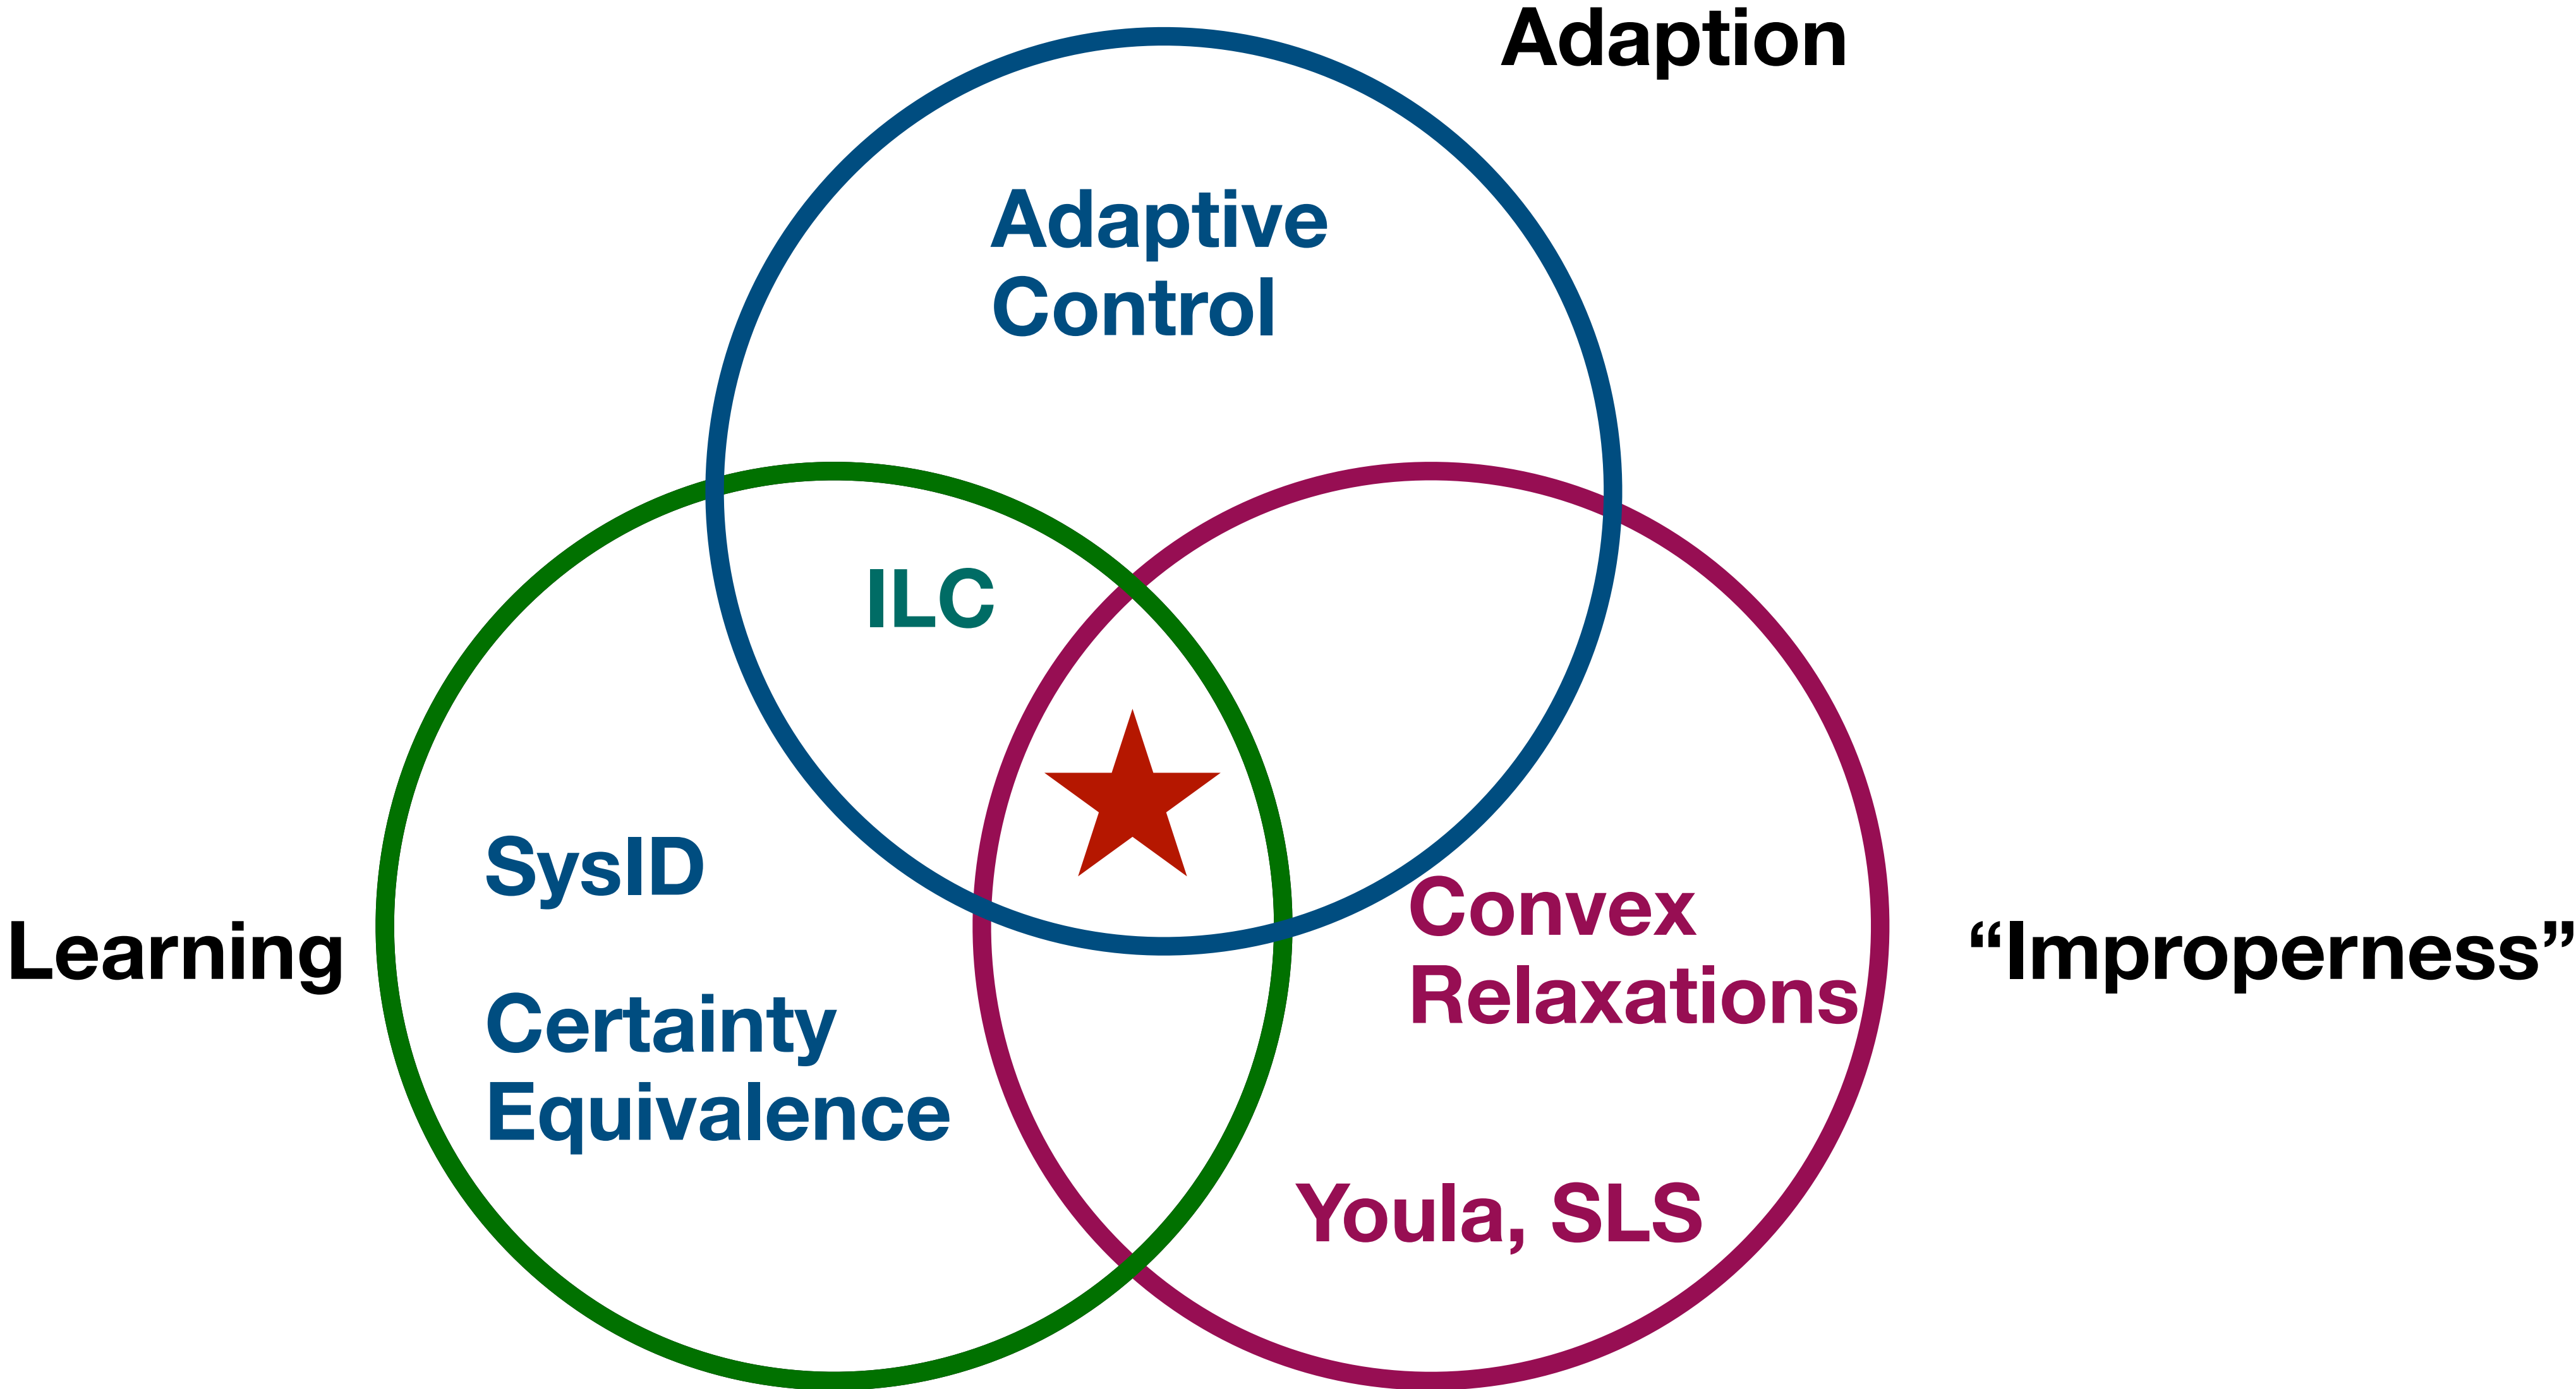 Adaption
Adaptive
Control
ILC
SysID
Learning
Certainty
Equivalence
Convex
Relaxations
“Improperness”
Youla, SLS